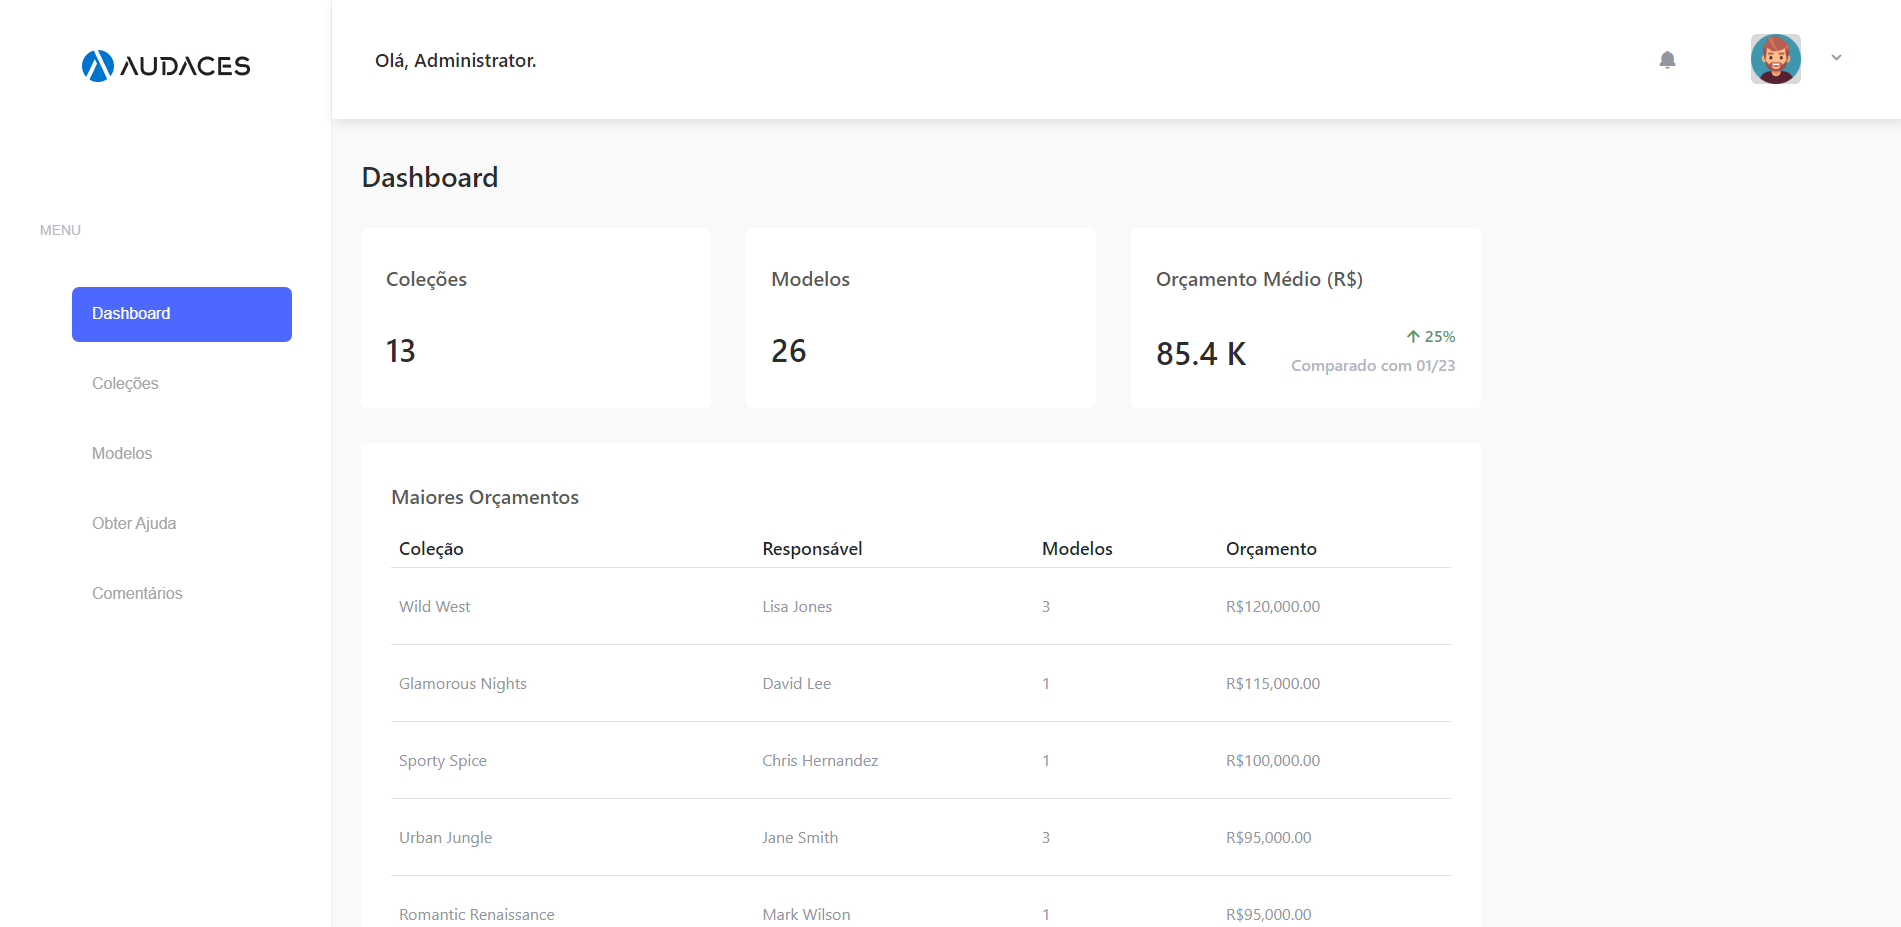 AUDACES
Olá, Administrator.
MENU
Dashboard
Coleções
Modelos
Obter Ajuda
Comentários
Dashboard
Coleções
13
Modelos
26
Orçamento Médio (R$)
85.4 K
25%
Comparado com 01/23
Maiores Orçamentos
Coleção Responsável Modelos Orçamento
Wild West Lisa Jones 3 R$120,000.00
Glamorous Nights David Lee 1 R$115,000.00
Sporty Spice Chris Hernandez 1 R$100,000.00
Urban Jungle Jane Smith 3 R$95,000.00
Romantic Renaissance Mark Wilson 1 R$95,000.00